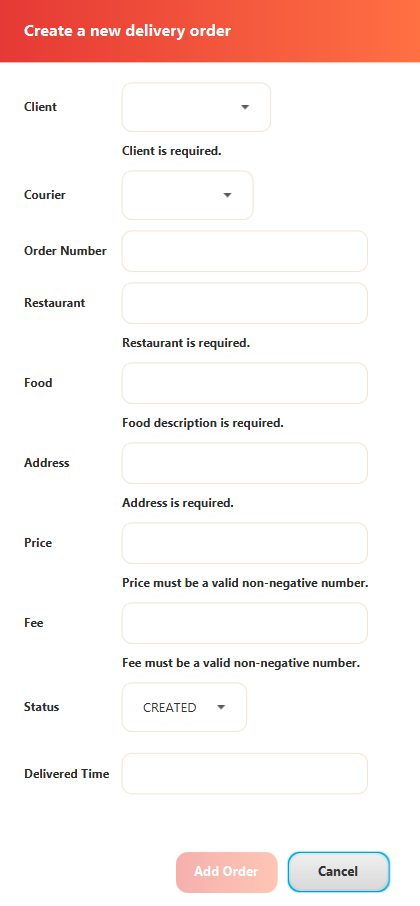 Create a new delivery order
Client
Client is required.
Courier
Order Number
Restaurant
Restaurant is required.
Food
Food description is required.
Address
Address is required.
Price
Price must be a valid non-negative number.
Fee
Fee must be a valid non-negative number.
Status
CREATED
Delivered Time
Add Order
Cancel